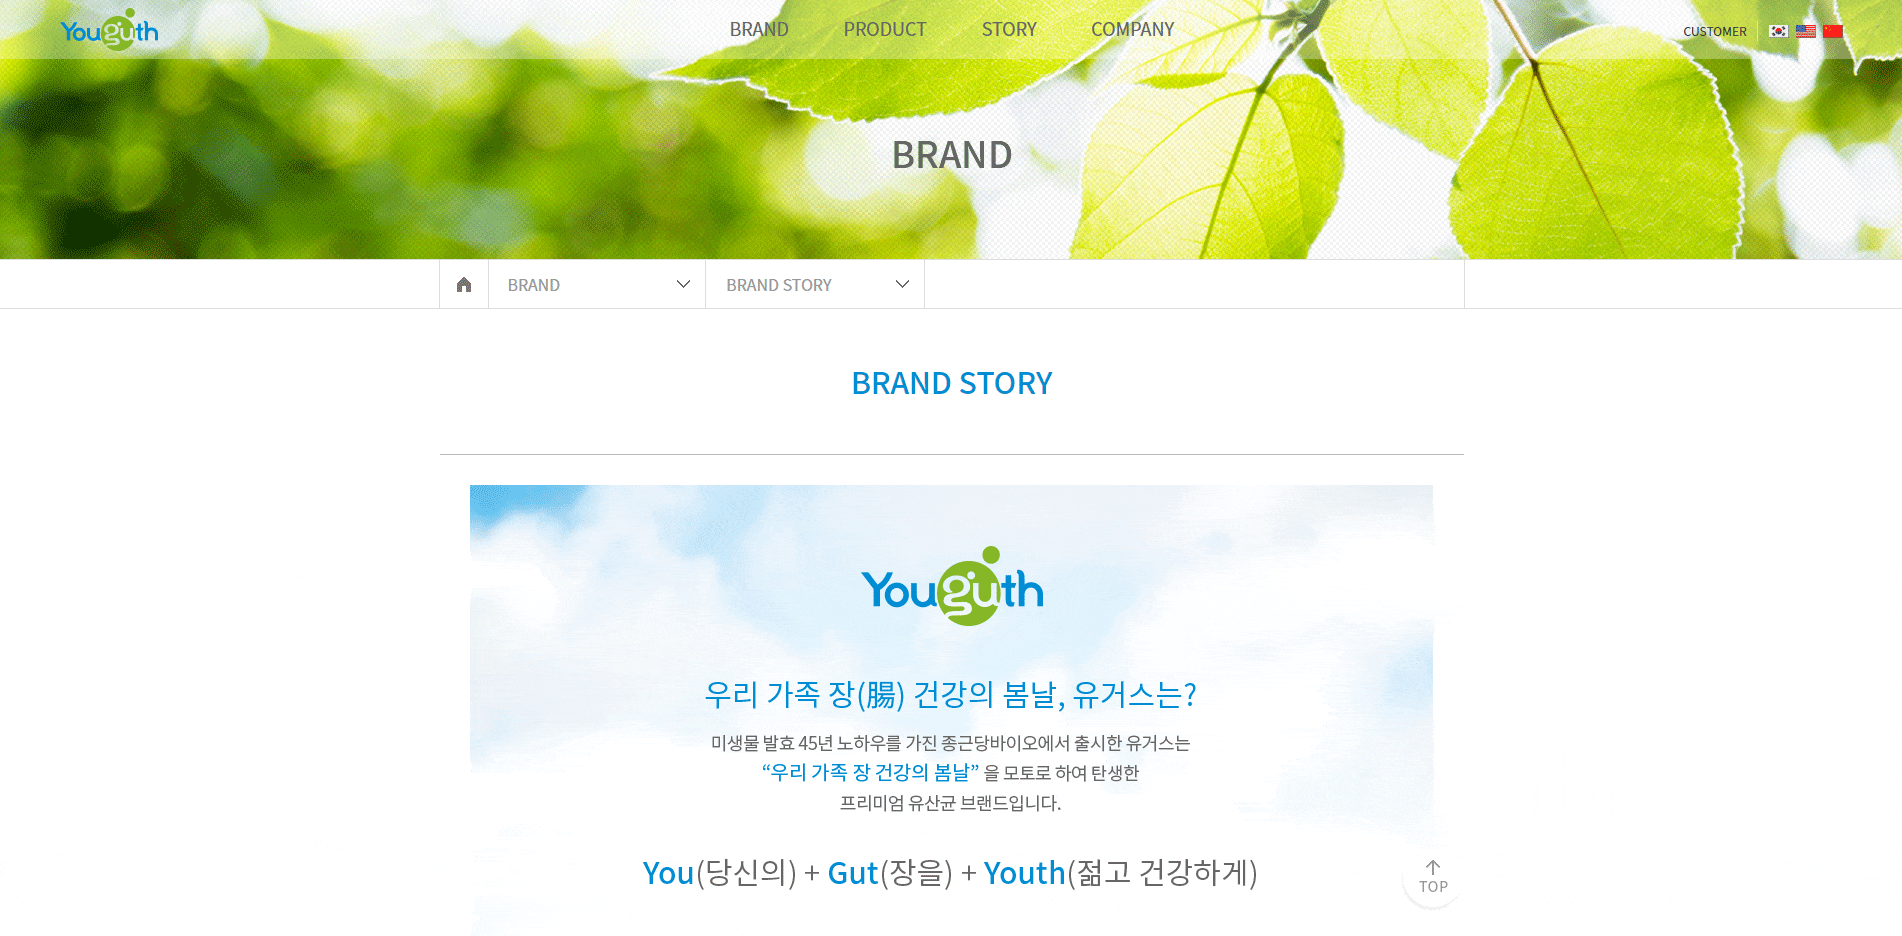 Youguth
BRAND
PRODUCT
STORY
COMPANY
CUSTOMER
BRAND
BRAND
BRAND STORY
BRAND STORY
Youguth
우리 가족 장(腸) 건강의 봄날, 유거스는?
미생물 발효 45년 노하우를 가진 종근당바이오에서 출시한 유거스는
“우리 가족 장 건강의 봄날” 을 모토로 하여 탄생한
프리미엄 유산균 브랜드입니다.
You(당신의) + Gut(장을) + Youth(젊고 건강하게)
TOP